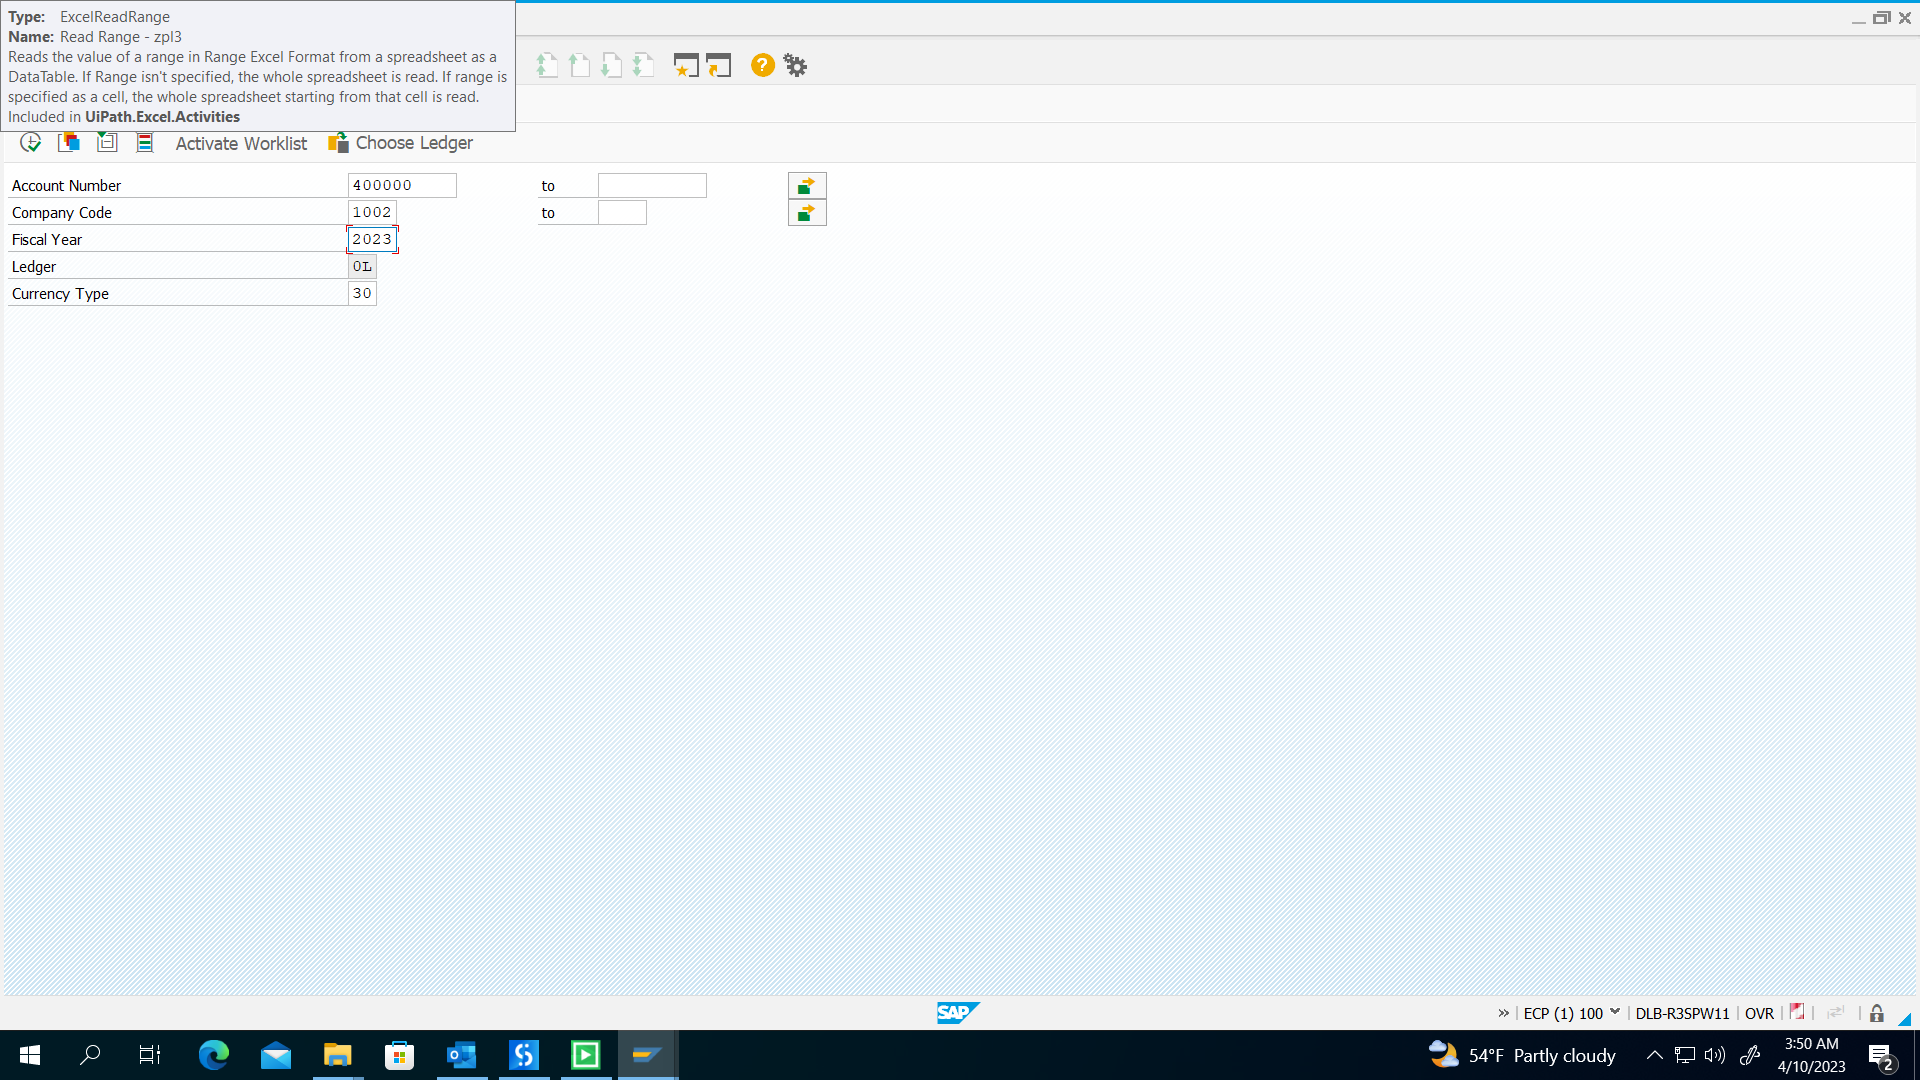 Type: ExcelReadRange
Name: Read Range - zpl3
Reads the value of a range in Range Excel Format from a spreadsheet as a
DataTable. If Range isn't specified, the whole spreadsheet is read. If range is
specified as a cell, the whole spreadsheet starting from that cell is read.
Included in UiPath.Excel.Activities
Activate Worklist Choose Ledger
Account Number 400000 to
Company Code 1002 to
Fiscal Year 2023
Ledger 0L
Currency Type 30
SAP
» ECP (1) 100 DLB-R3SPW11 OVR
54°F Partly cloudy
3:50 AM
4/10/2023
2